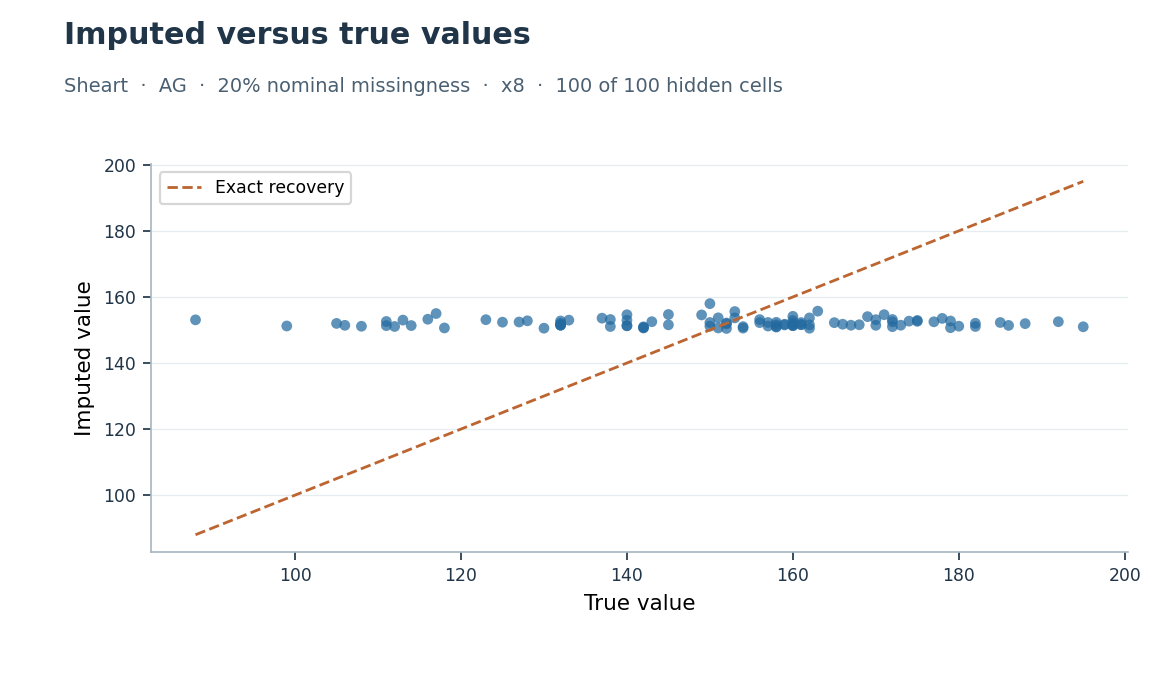 Imputed versus true values
Sheart · AG · 20% nominal missingness · x8 · 100 of 100 hidden cells
Exact recovery
Imputed value
200
180
160
140
120
100
100 120 140 160 180 200
True value